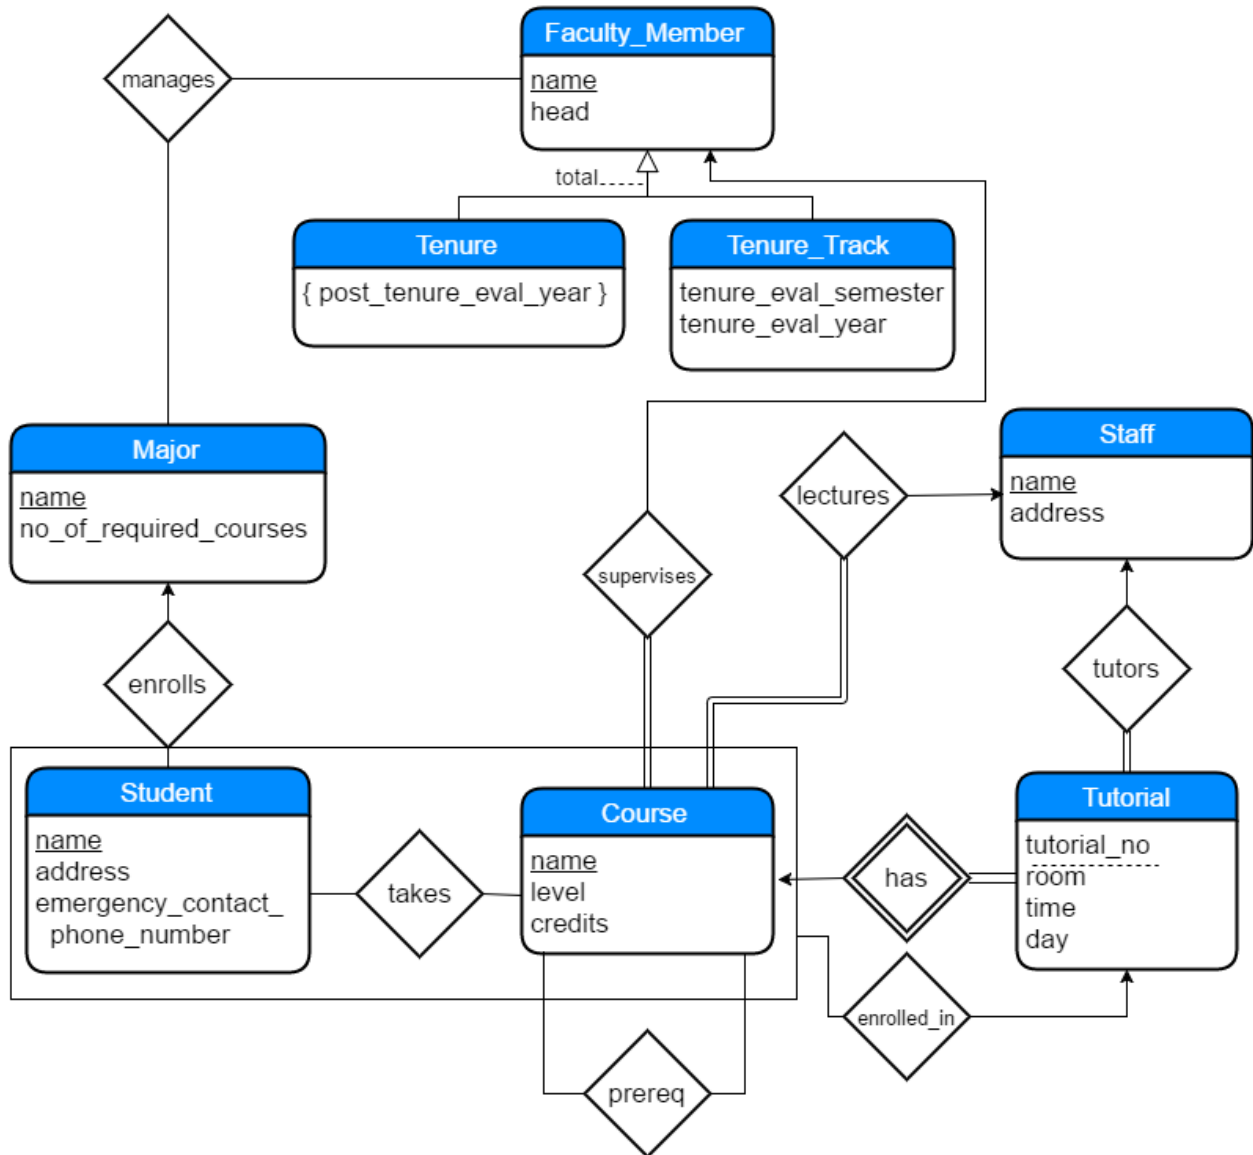 Faculty_Member
name
head
manages
total
Tenure
{ post_tenure_eval_year }
Tenure_Track
tenure_eval_semester
tenure_eval_year
Major
name
no_of_required_courses
Staff
name
address
lectures
supervises
enrolls
tutors
Student
name
address
emergency_contact_
phone_number
takes
Course
name
level
credits
has
Tutorial
tutorial_no
room
time
day
enrolled_in
prereq